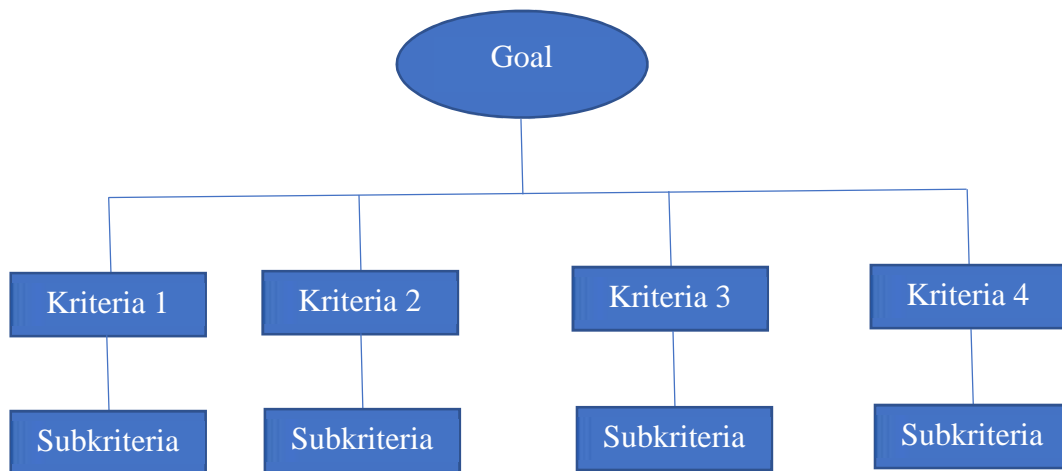 Goal
Kriteria 1
Kriteria 2
Kriteria 3
Kriteria 4
Subkriteria
Subkriteria
Subkriteria
Subkriteria